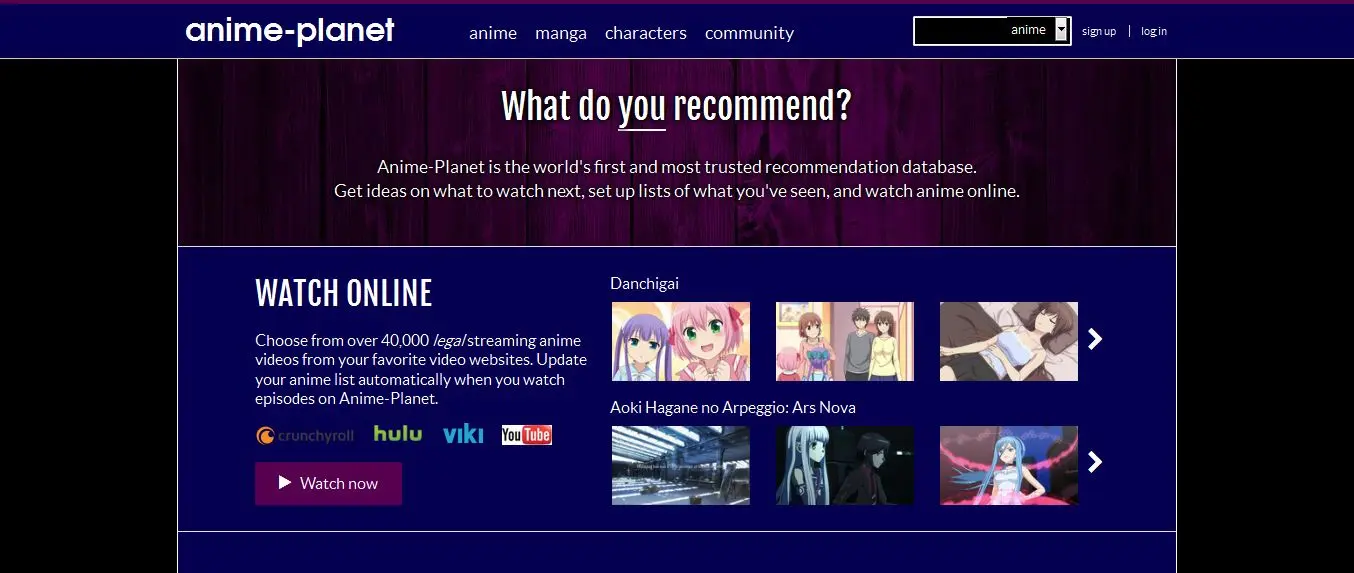 anime-planet
anime manga characters community
anime
sign up | log in
What do you recommend?
Anime-Planet is the world's first and most trusted recommendation database.
Get ideas on what to watch next, set up lists of what you've seen, and watch anime online.
WATCH ONLINE
Choose from over 40,000 legal streaming anime
videos from your favorite video websites. Update
your anime list automatically when you watch
episodes on Anime-Planet.
crunchyroll hulu viki YouTube
Watch now
Danchigai
Aoki Hagane no Arpeggio: Ars Nova